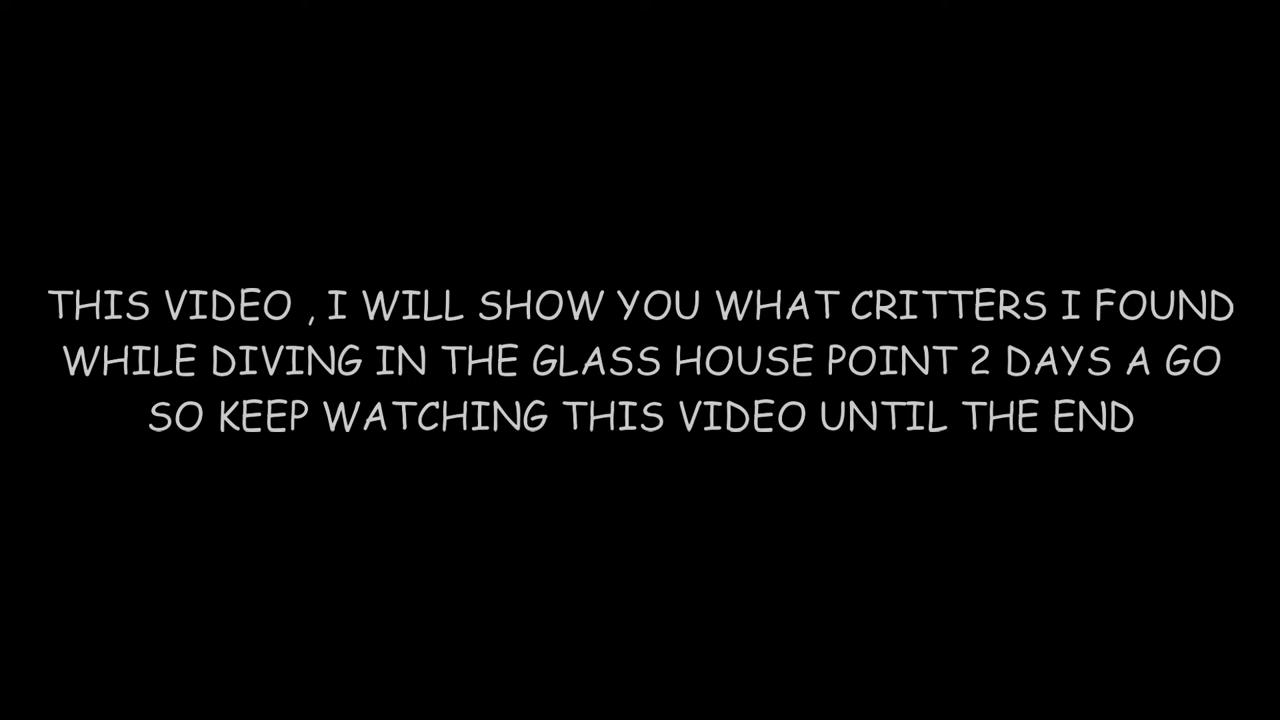 THIS VIDEO , I WILL SHOW YOU WHAT CRITTERS I FOUND
WHILE DIVING IN THE GLASS HOUSE POINT 2 DAYS A GO
SO KEEP WATCHING THIS VIDEO UNTIL THE END